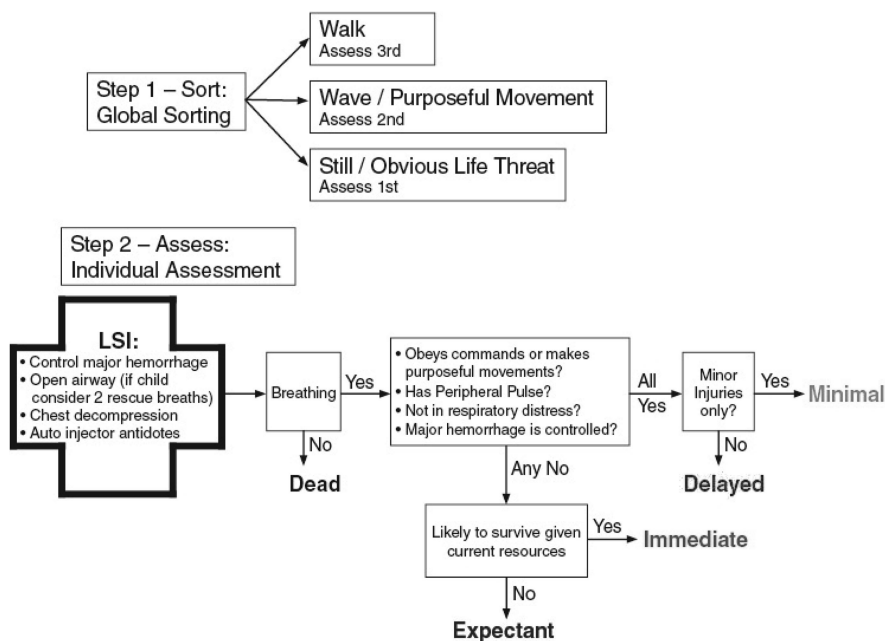 Walk
Assess 3rd
Step 1 – Sort:
Global Sorting
Wave / Purposeful Movement
Assess 2nd
Still / Obvious Life Threat
Assess 1st
Step 2 – Assess:
Individual Assessment
LSI:
• Control major hemorrhage
• Open airway (if child
consider 2 rescue breaths)
• Chest decompression
• Auto injector antidotes
Breathing
Yes
No
Dead
• Obeys commands or makes
purposeful movements?
• Has Peripheral Pulse?
• Not in respiratory distress?
• Major hemorrhage is controlled?
All
Yes
Minor
Injuries
only?
Yes
Minimal
No
Delayed
Any No
Likely to survive given
current resources
Yes
Immediate
No
Expectant